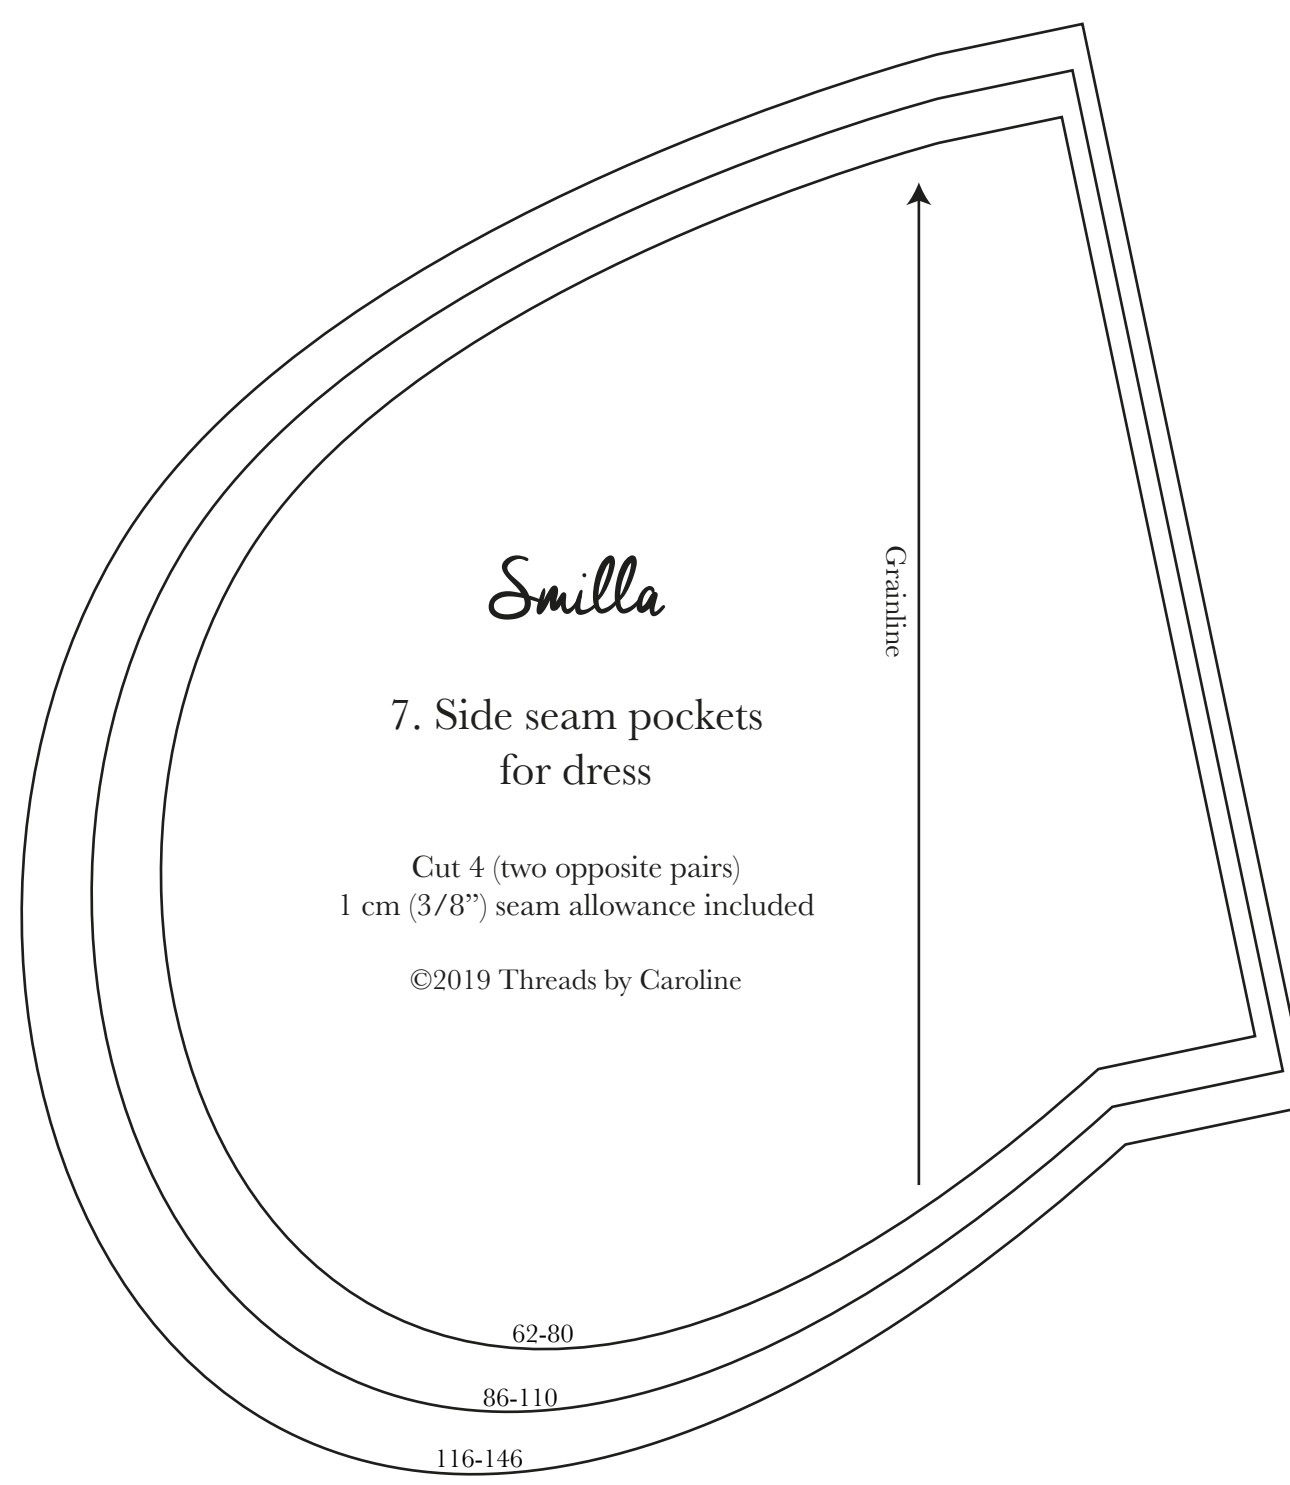 Smilla
Grainline
7. Side seam pockets
for dress
Cut 4 (two opposite pairs)
1 cm (3/8”) seam allowance included
©2019 Threads by Caroline
62-80
86-110
116-146